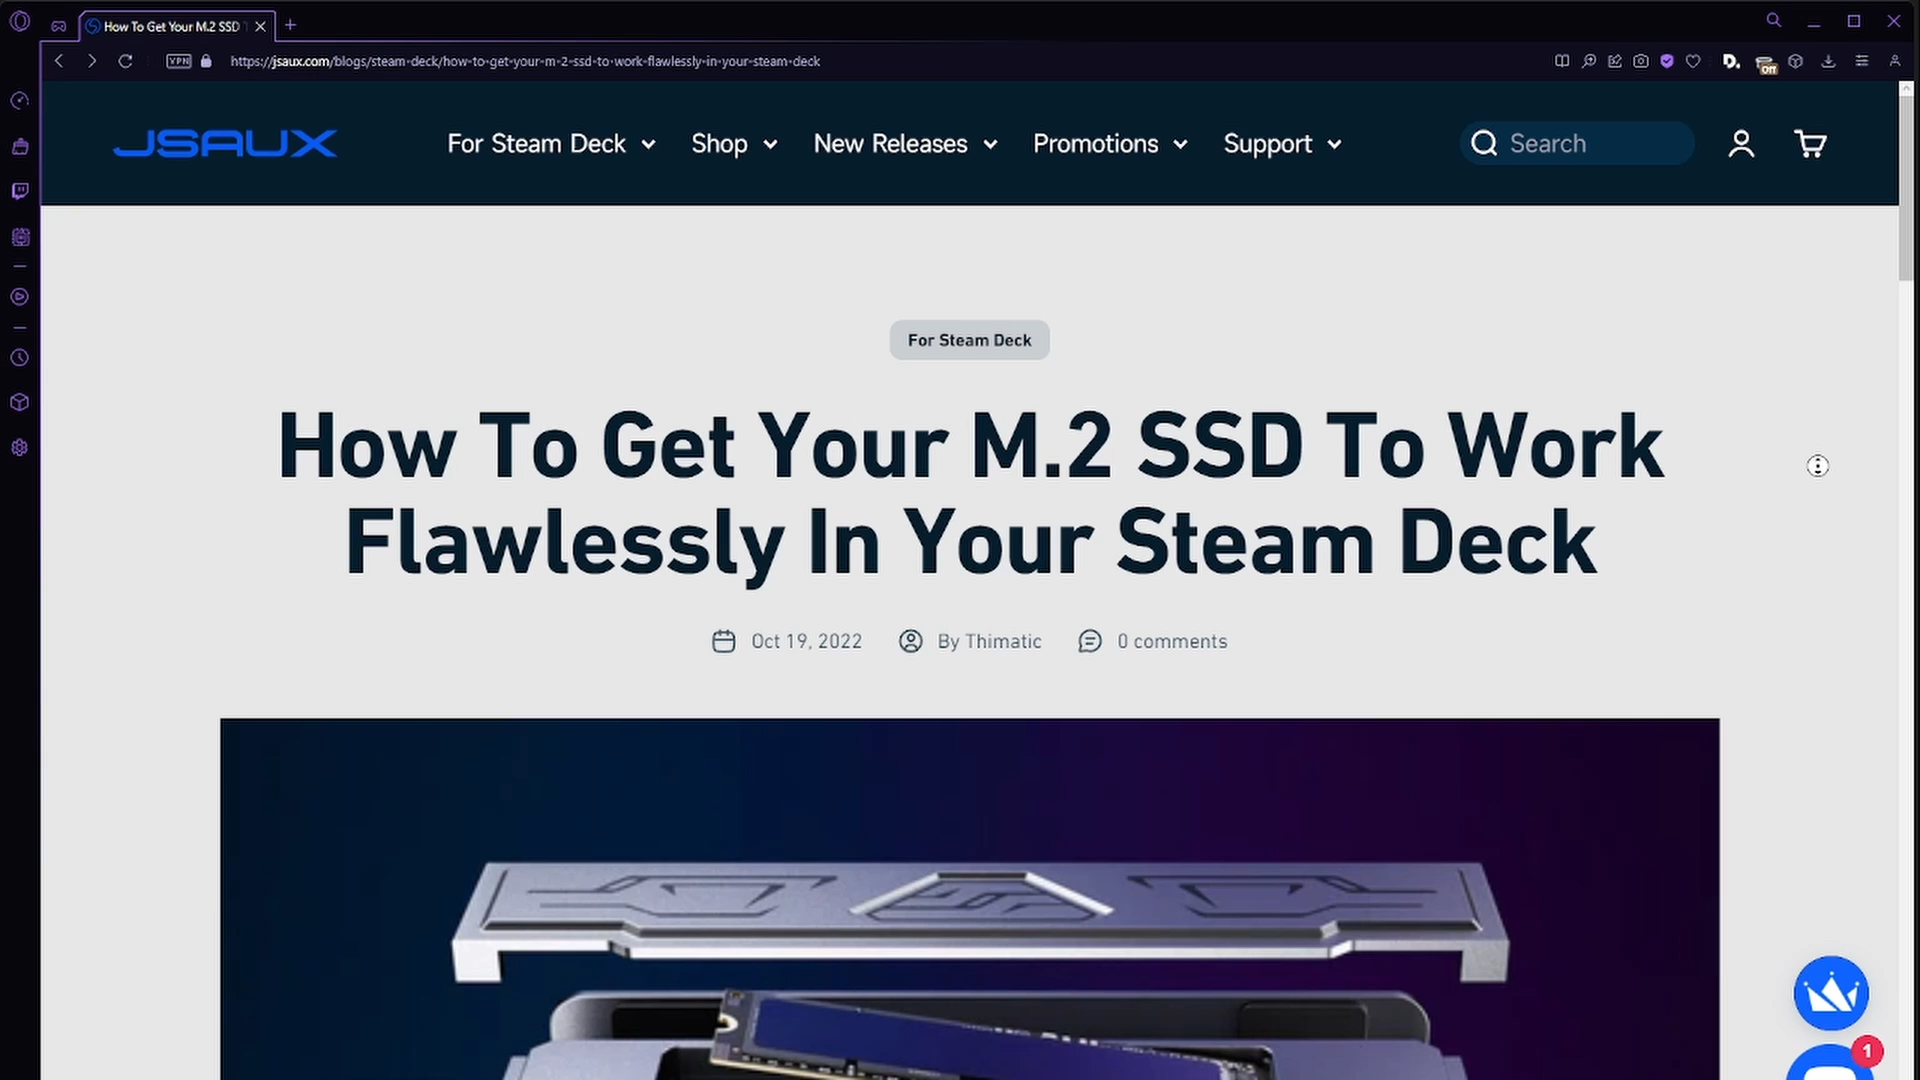 How To Get Your M.2 SSD
VPN
https://jsaux.com/blogs/steam-deck/how-to-get-your-m-2-ssd-to-work-flawlessly-in-your-steam-deck
D.
Off
JSAUX
For Steam Deck
Shop
New Releases
Promotions
Support
Search
For Steam Deck
How To Get Your M.2 SSD To Work
Flawlessly In Your Steam Deck
Oct 19, 2022
By Thimatic
0 comments
1